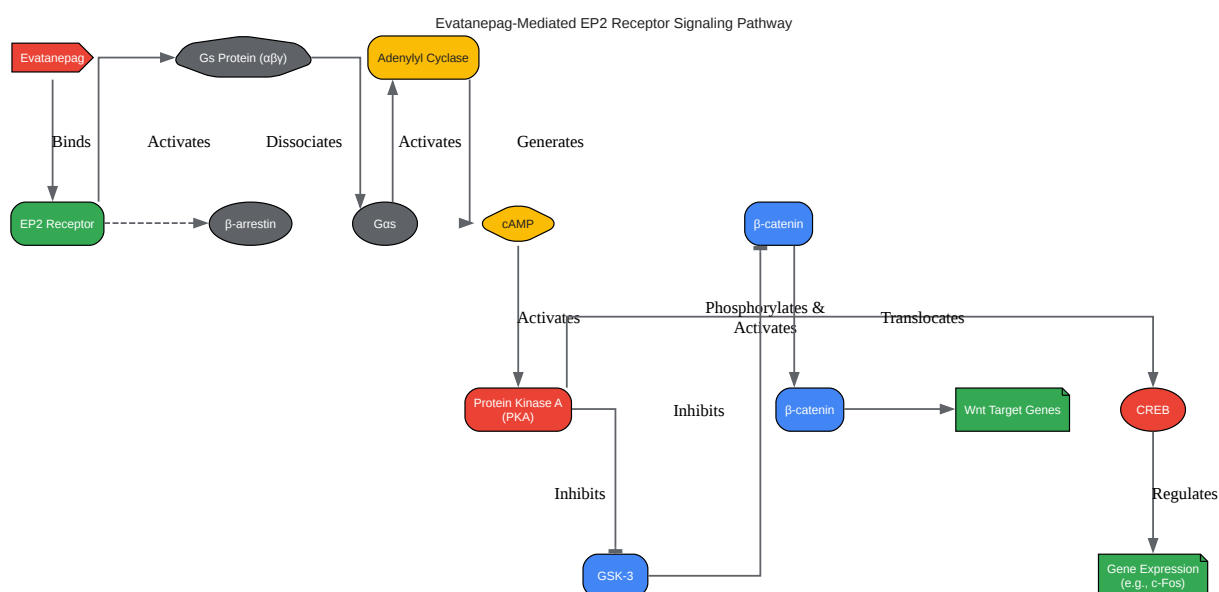 Evatanepag-Mediated EP2 Receptor Signaling Pathway
Evatanepag
Gs Protein (αβγ)
Adenylyl Cyclase
Binds
Activates
Dissociates
Activates
Generates
EP2 Receptor
β-arrestin
Gαs
cAMP
β-catenin
Activates
Phosphorylates &
Activates
Translocates
Protein Kinase A
(PKA)
Inhibits
β-catenin
Wnt Target Genes
CREB
Inhibits
Regulates
GSK-3
Gene Expression
(e.g., c-Fos)